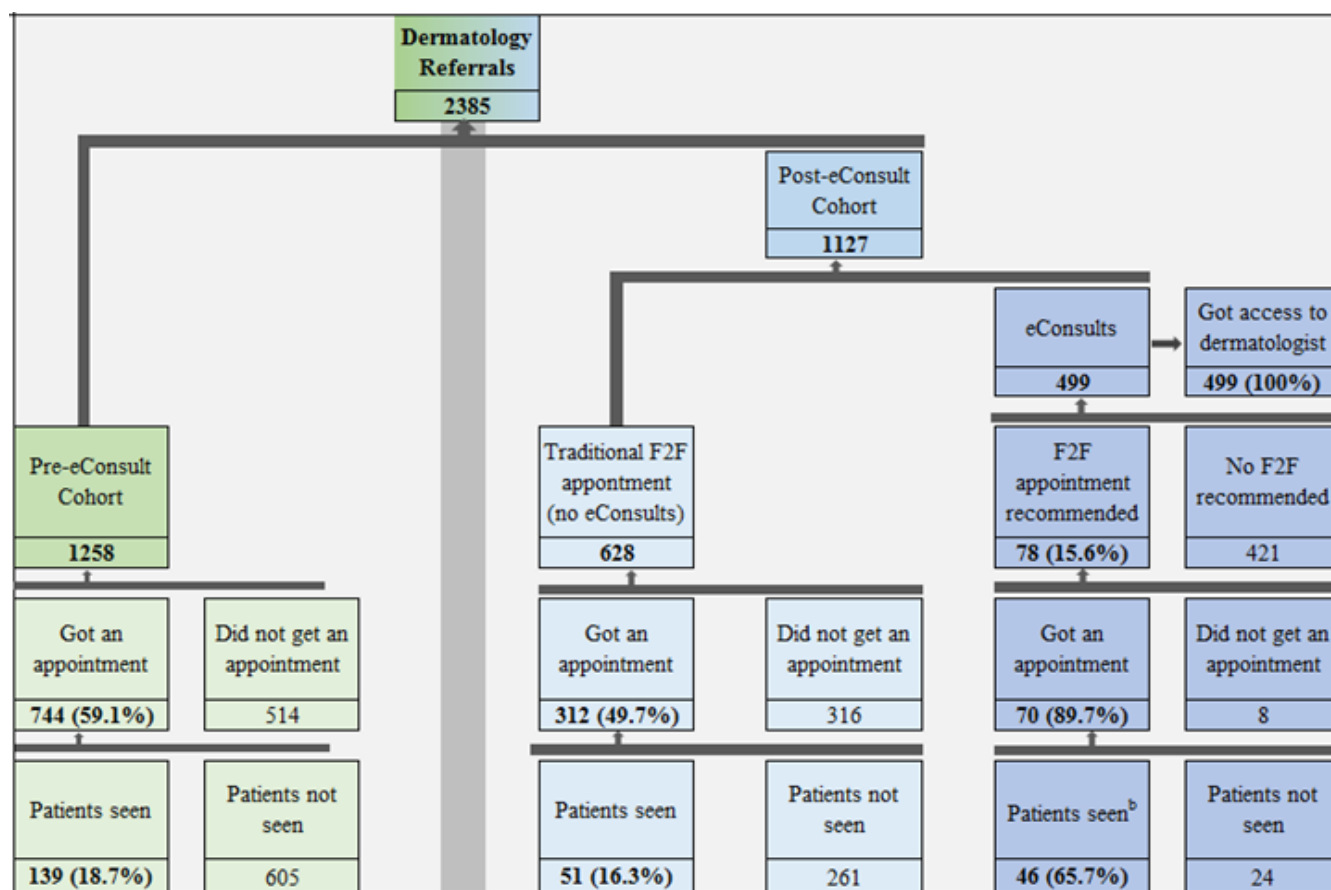 Dermatology
Referrals
2385
Post-eConsult
Cohort
1127
eConsults
499
Got access to
dermatologist
499 (100%)
Pre-eConsult
Cohort
1258
Traditional F2F
appontment
(no eConsults)
628
F2F
appointment
recommended
78 (15.6%)
No F2F
recommended
421
Got an
appointment
744 (59.1%)
Did not get an
appointment
514
Got an
appointment
312 (49.7%)
Did not get an
appointment
316
Got an
appointment
70 (89.7%)
Did not get an
appointment
8
Patients seen
139 (18.7%)
Patients not
seen
605
Patients seen
51 (16.3%)
Patients not
seen
261
Patients seenᵇ
46 (65.7%)
Patients not
seen
24